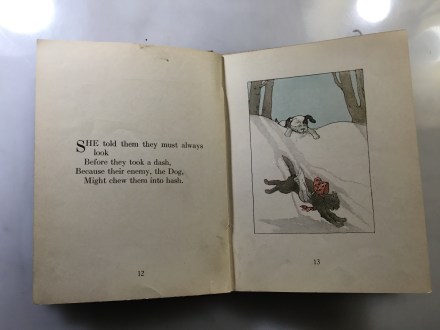 SHE told them they must always
look
Before they took a dash,
Because their enemy, the Dog,
Might chew them into hash.
12
13